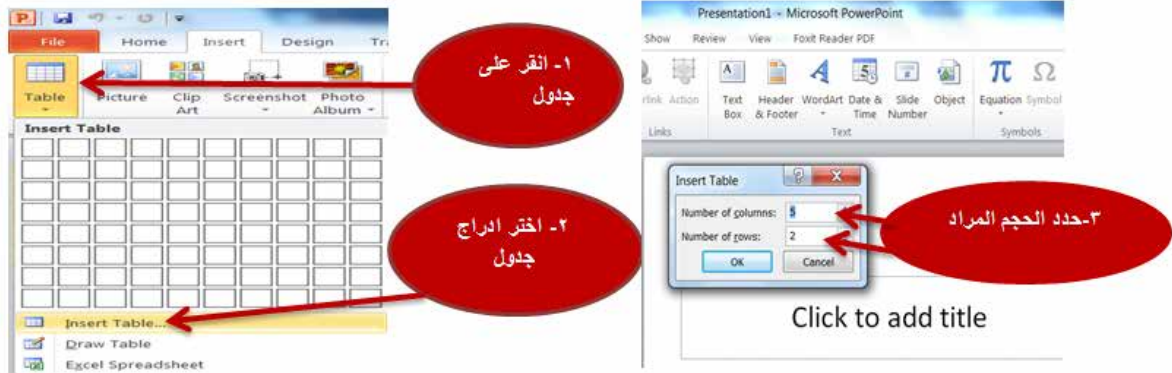 File Home Insert Design Tr
Table Picture Clip Art Screenshot Photo Album
Insert Table
Insert Table...
Draw Table
Excel Spreadsheet
١- انقر على
جدول
٢- اختر ادراج
جدول
Presentation1 - Microsoft PowerPoint
Show Review View Foxit Reader PDF
Action Text Box Header & Footer WordArt Date & Time Slide Number Object Equation Symbol
Links Text Symbols
Insert Table
Number of columns: 5
Number of rows: 2
OK Cancel
٣-حدد الحجم المراد
Click to add title